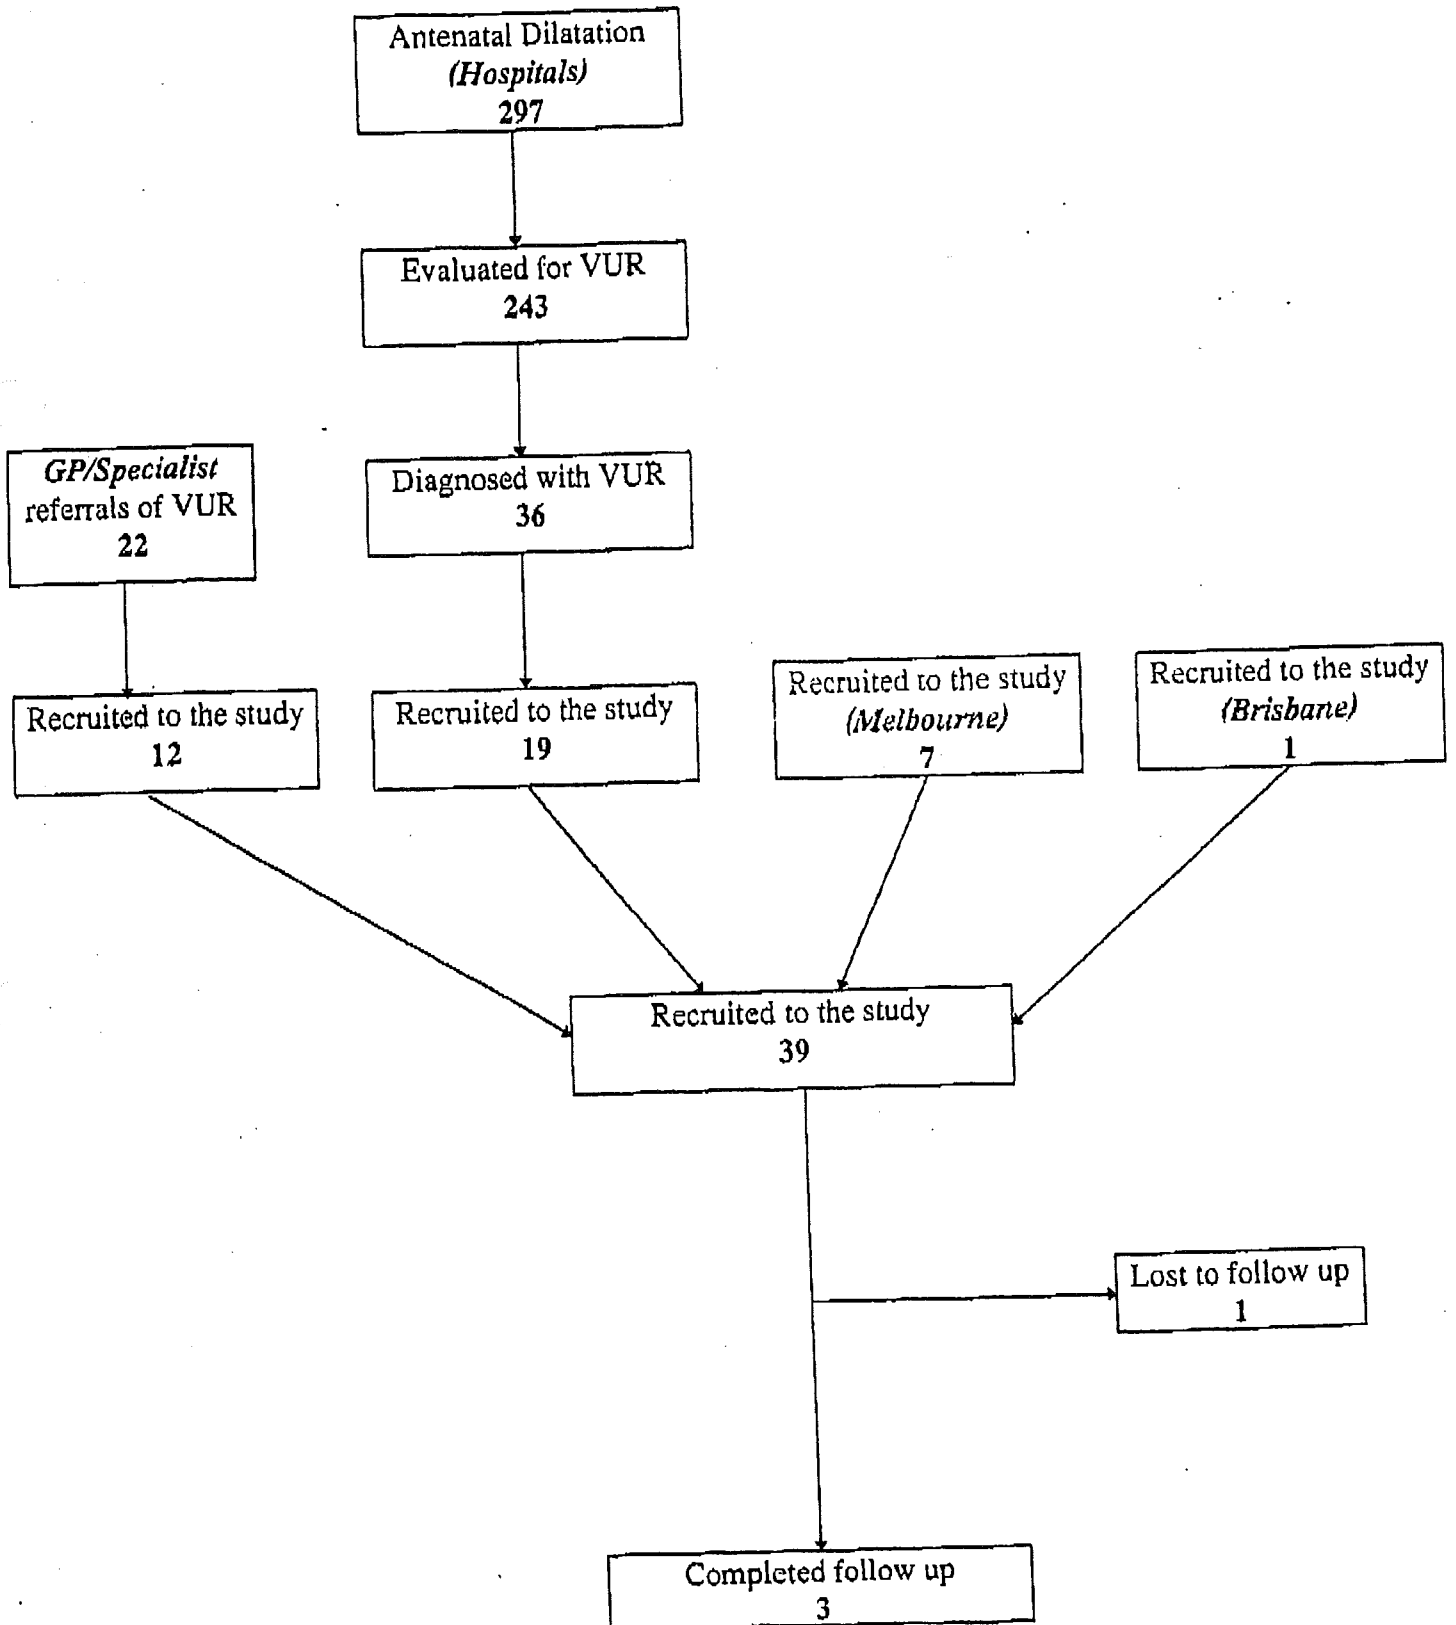 Antenatal Dilatation
(Hospitals)
297
Evaluated for VUR
243
GP/Specialist
referrals of VUR
22
Diagnosed with VUR
36
Recruited to the study
12
Recruited to the study
19
Recruited to the study
(Melbourne)
7
Recruited to the study
(Brisbane)
1
Recruited to the study
39
Lost to follow up
1
Completed follow up
3